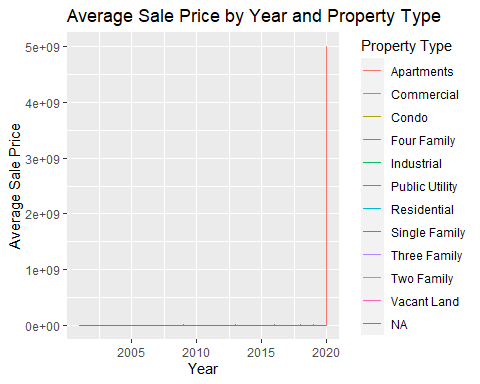 Average Sale Price by Year and Property Type
Average Sale Price
5e+09
4e+09
3e+09
2e+09
1e+09
0e+00
2005 2010 2015 2020
Year
Property Type
Apartments
Commercial
Condo
Four Family
Industrial
Public Utility
Residential
Single Family
Three Family
Two Family
Vacant Land
NA